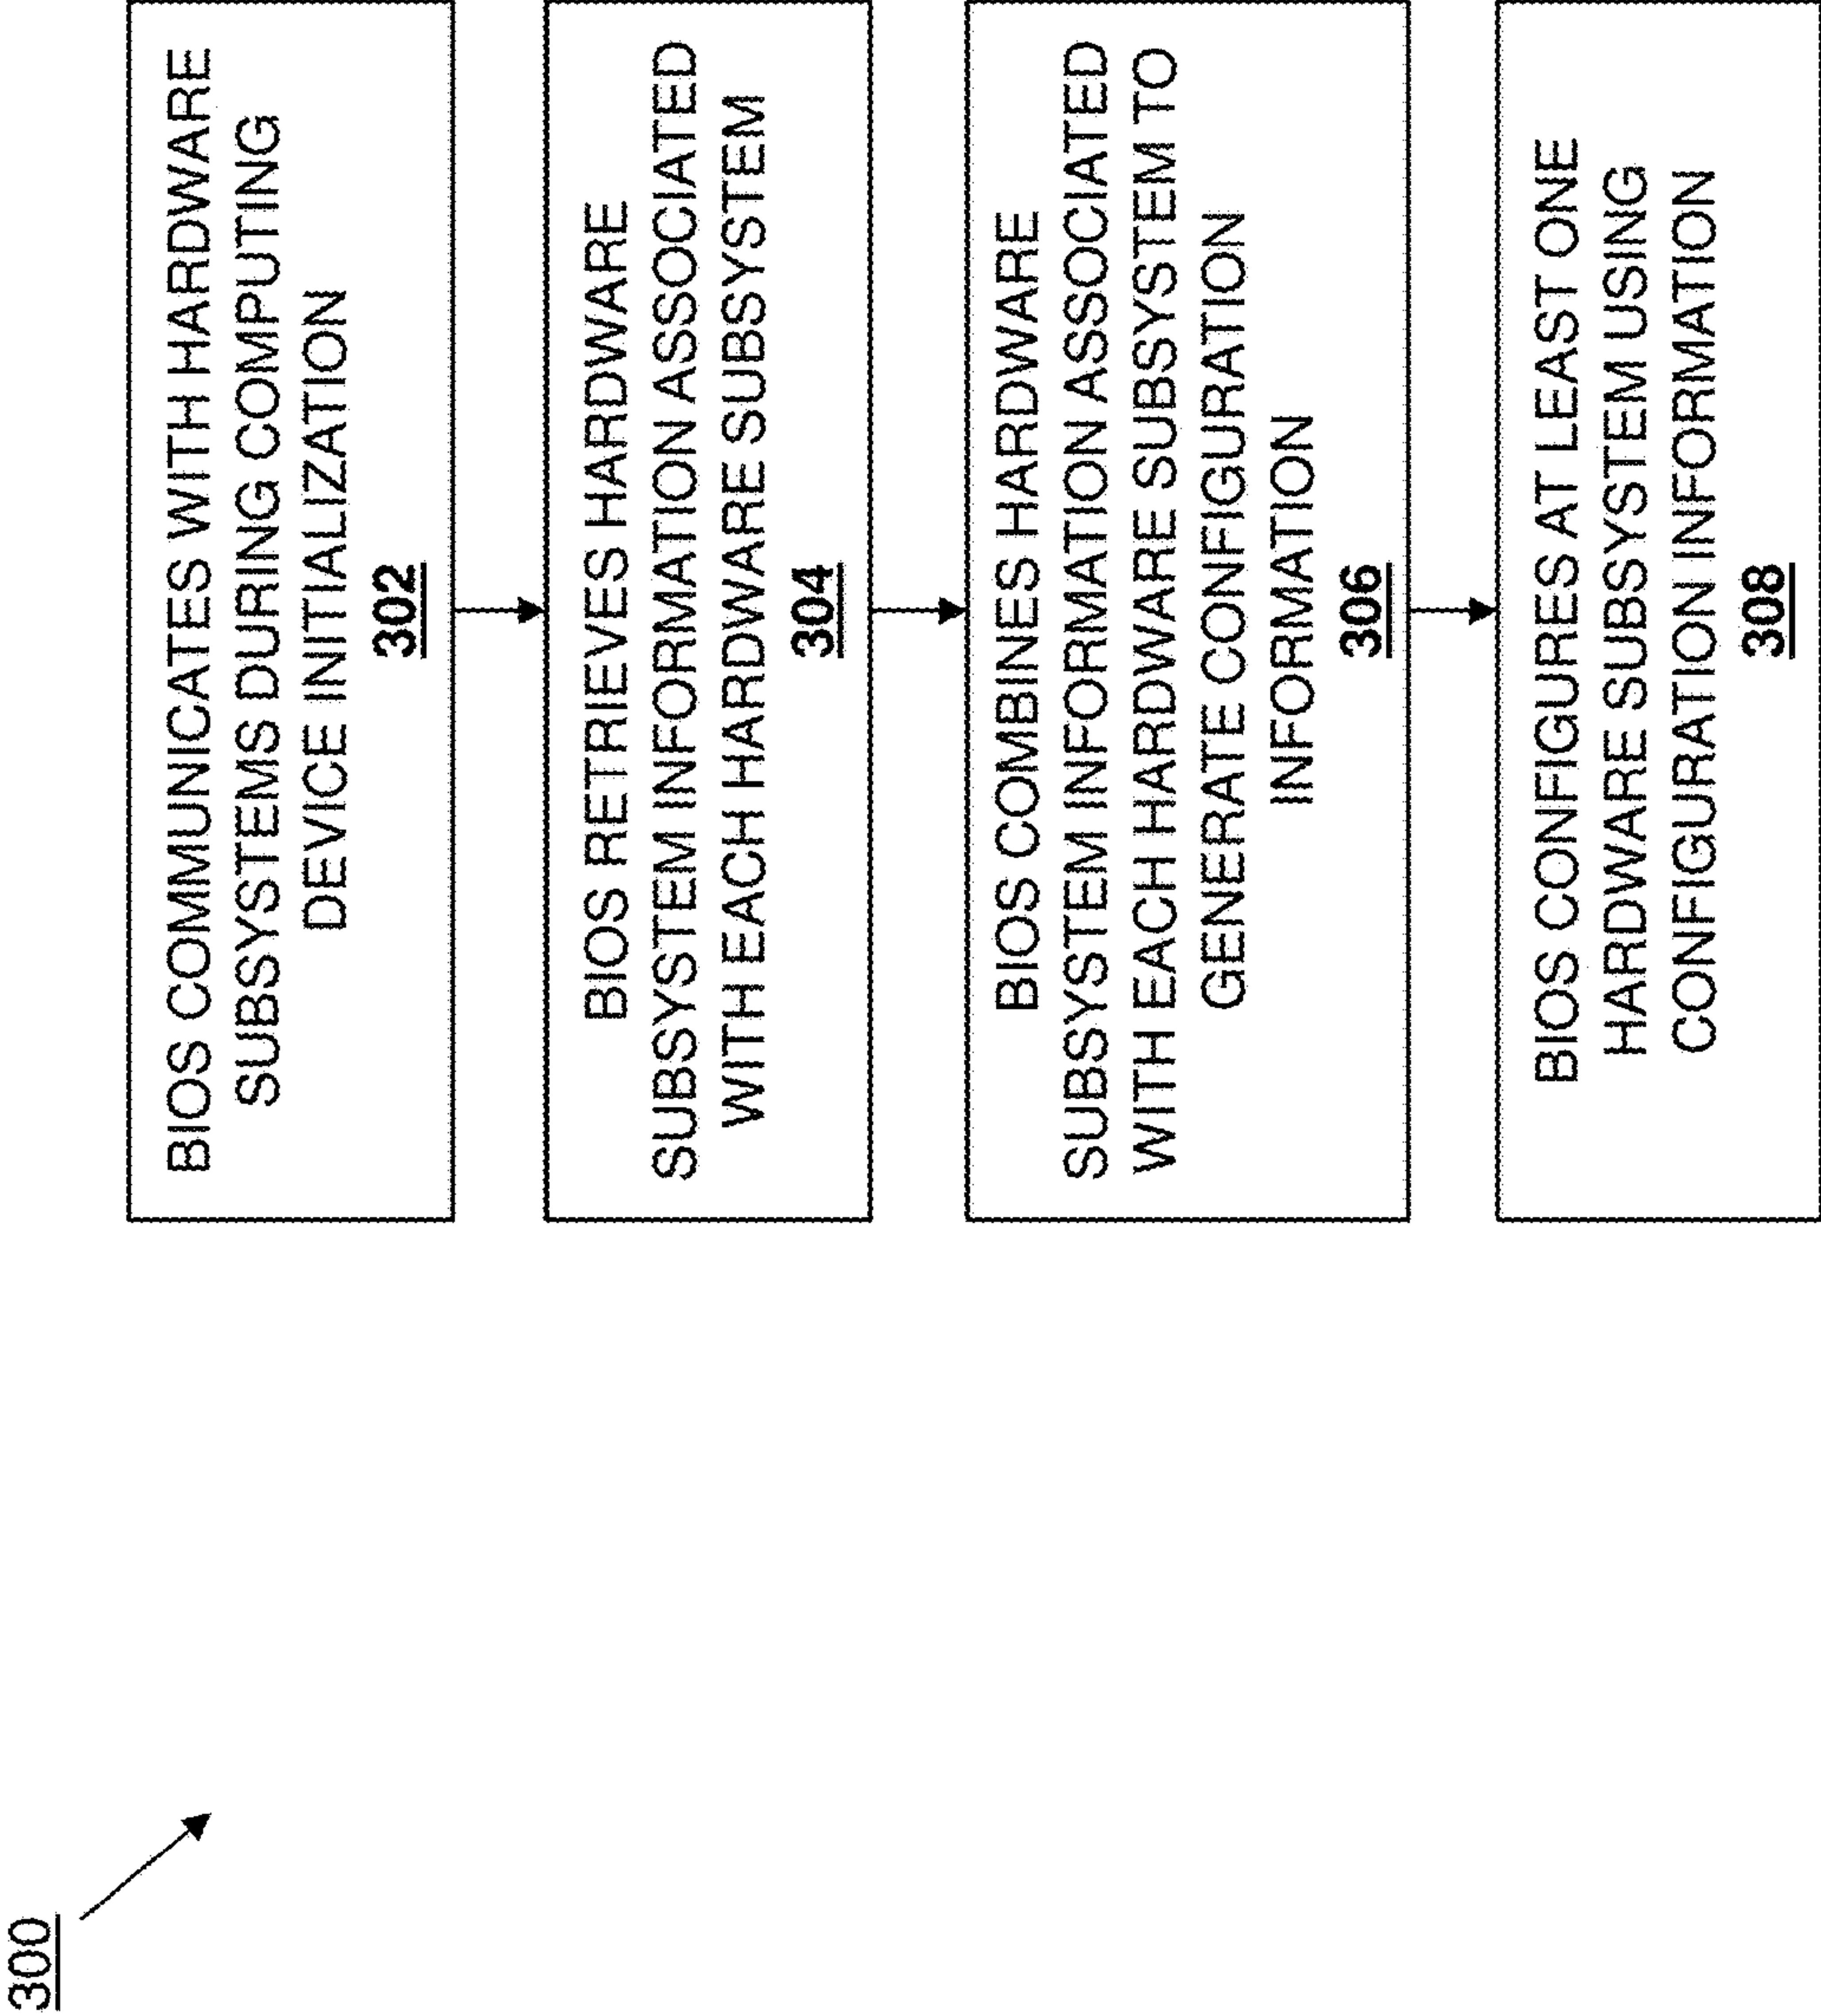 300
BIOS COMMUNICATES WITH HARDWARE
SUBSYSTEMS DURING COMPUTING
DEVICE INITIALIZATION
302
BIOS RETRIEVES HARDWARE
SUBSYSTEM INFORMATION ASSOCIATED
WITH EACH HARDWARE SUBSYSTEM
304
BIOS COMBINES HARDWARE
SUBSYSTEM INFORMATION ASSOCIATED
WITH EACH HARDWARE SUBSYSTEM TO
GENERATE CONFIGURATION
INFORMATION
306
BIOS CONFIGURES AT LEAST ONE
HARDWARE SUBSYSTEM USING
CONFIGURATION INFORMATION
308